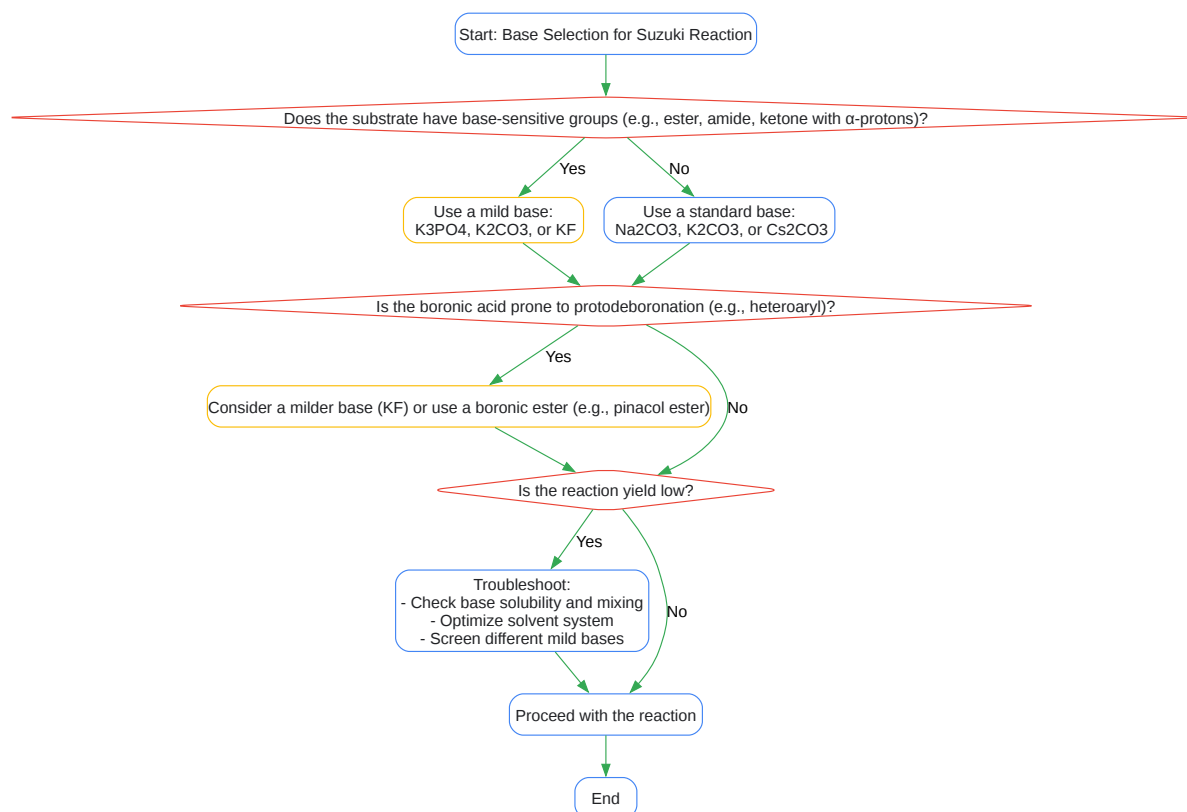 Start: Base Selection for Suzuki Reaction
Does the substrate have base-sensitive groups (e.g., ester, amide, ketone with α-protons)?
Yes
No
Use a mild base:
K3PO4, K2CO3, or KF
Use a standard base:
Na2CO3, K2CO3, or Cs2CO3
Is the boronic acid prone to protodeboronation (e.g., heteroaryl)?
Yes
Consider a milder base (KF) or use a boronic ester (e.g., pinacol ester)
No
Is the reaction yield low?
Yes
Troubleshoot:
- Check base solubility and mixing
- Optimize solvent system
- Screen different mild bases
No
Proceed with the reaction
End